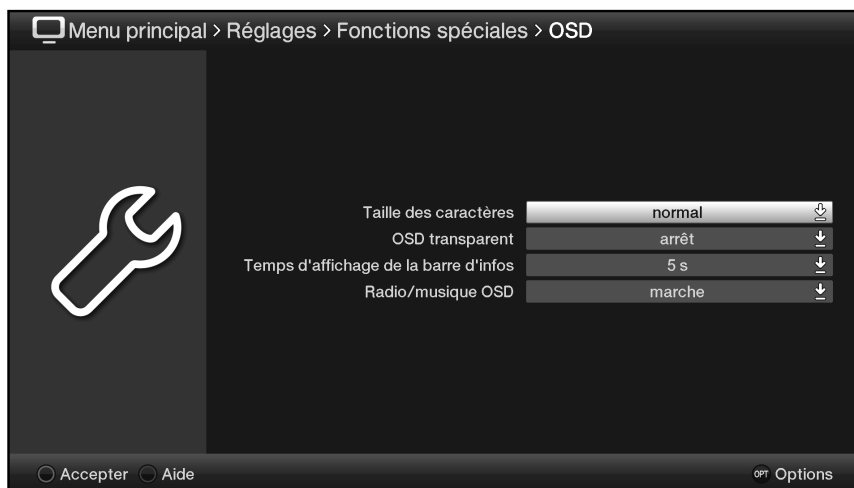 Menu principal > Réglages > Fonctions spéciales > OSD
Taille des caractères normal
OSD transparent arrêt
Temps d'affichage de la barre d'infos 5 s
Radio/musique OSD marche
Accepter Aide OPT Options